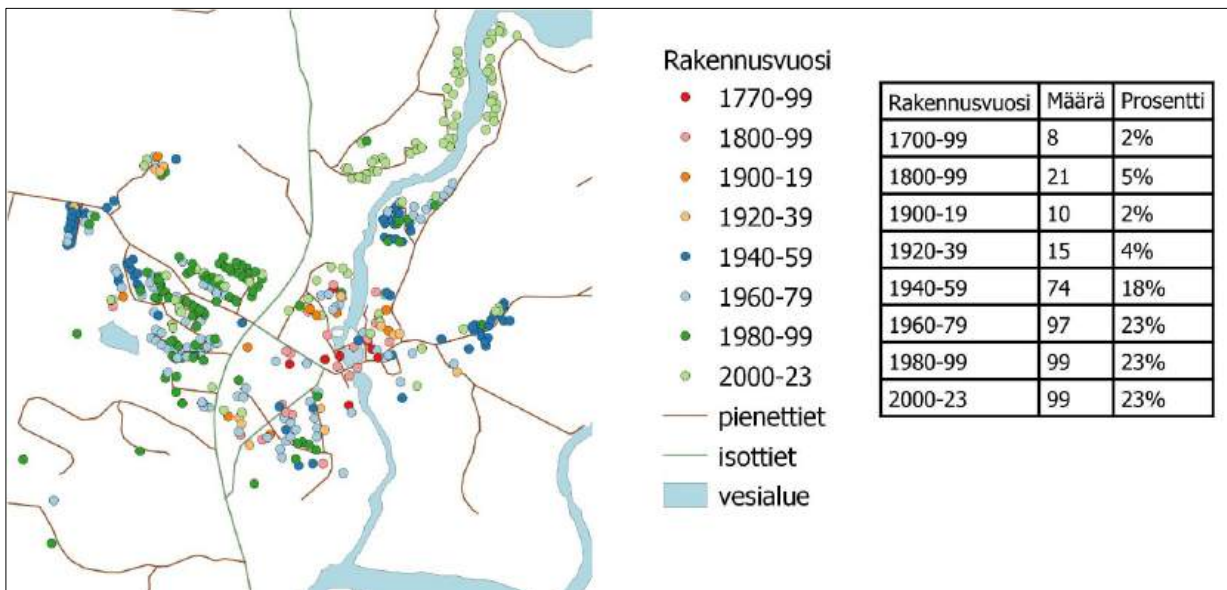 Rakennusvuosi
1770-99
1800-99
1900-19
1920-39
1940-59
1960-79
1980-99
2000-23
pienettiet
isottiet
vesialue
Rakennusvuosi Määrä Prosentti
1700-99 8 2%
1800-99 21 5%
1900-19 10 2%
1920-39 15 4%
1940-59 74 18%
1960-79 97 23%
1980-99 99 23%
2000-23 99 23%